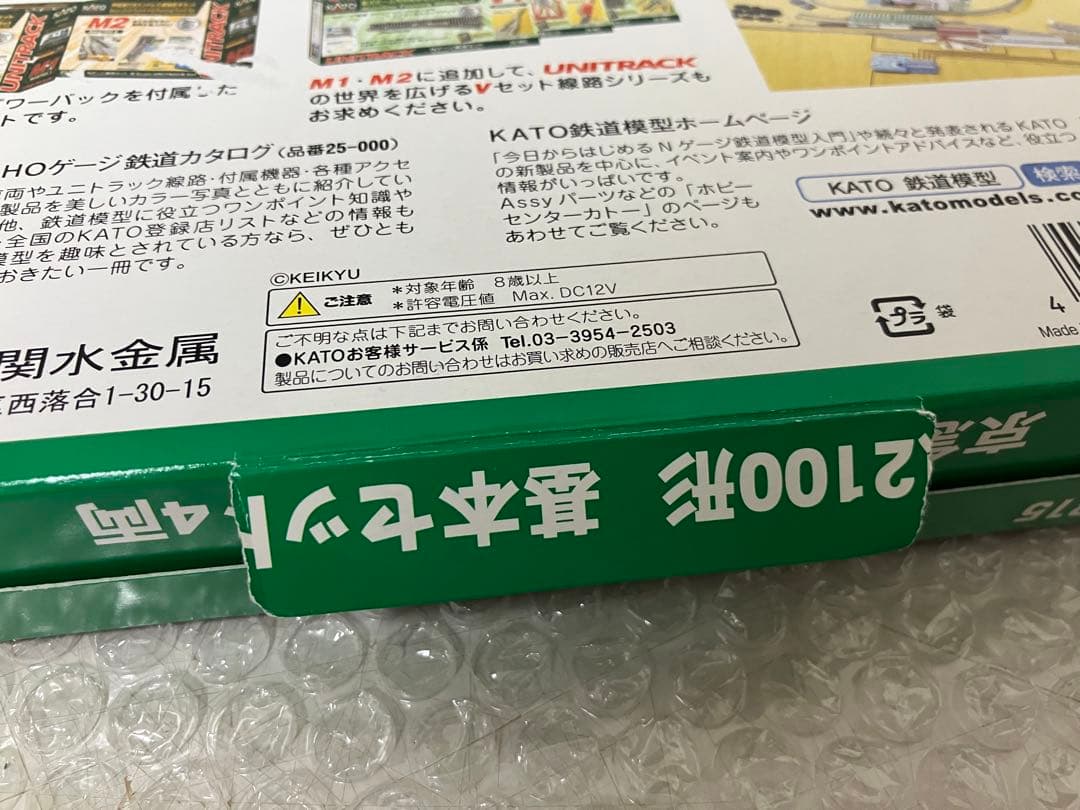 UNITRACK
M2
KATO
UNITRACK
ワーパックを付属した
トです。
M1・M2に追加して、UNITRACK
の世界を広げるVセット線路シリーズも
お求めください。
HOゲージ鉄道カタログ(品番25-000)
車両やユニトラック線路・付属機器・各種アクセ
製品を美しいカラー写真とともに紹介してい
他、鉄道模型に役立つワンポイント知識や
全国のKATO登録店リストなどの情報も
模型を趣味とされている方なら、ぜひとも
おきたい一冊です。
KATO鉄道模型ホームページ
「今日からはじめるNゲージ鉄道模型入門」や続々と発表されるKATO
の新製品を中心に、イベント案内やワンポイントアドバイスなど、役立つ
情報がいっぱいです。
Assyパーツなどの「ホビー
センターカトー」のページも
あわせてご覧ください。
KATO 鉄道模型 検索
www.katomodels.co
©KEIKYU
ご注意
*対象年齢 8歳以上
*許容電圧値 Max. DC12V
ご不明な点は下記までお問い合わせください。
●KATOお客様サービス係 Tel.03-3954-2503
製品についてのお問い合わせはお買い求めの販売店へご相談ください。
関水金属
西落合1-30-15
プラ 袋
4
Made
京急
2100形 基本セット
4両